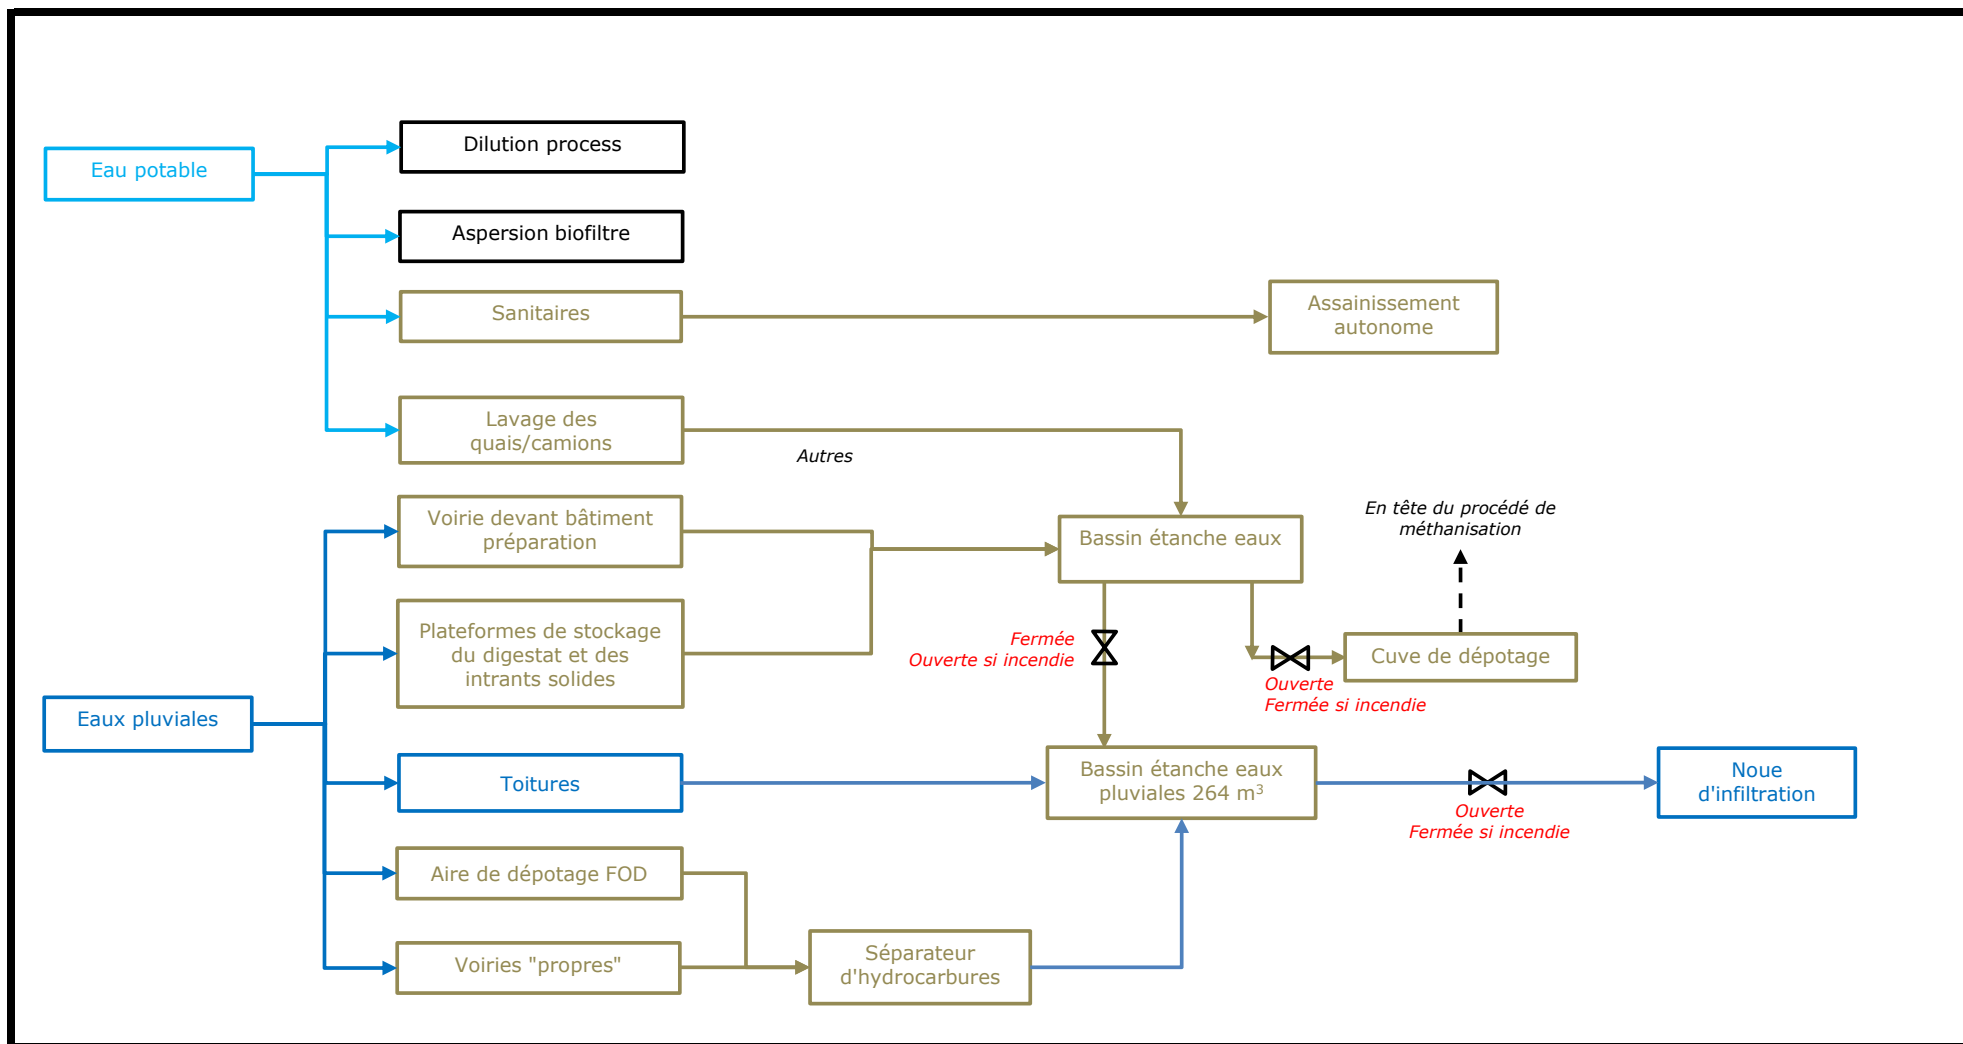 Dilution process
Eau potable
Aspersion biofiltre
Sanitaires
Assainissement
autonome
Lavage des
quais/camions
Autres
Voirie devant bâtiment
préparation
Bassin étanche eaux
En tête du procédé de
méthanisation
Plateformes de stockage
du digestat et des
intrants solides
Fermée
Ouverte si incendie
Cuve de dépotage
Ouverte
Fermée si incendie
Eaux pluviales
Toitures
Bassin étanche eaux
pluviales 264 m³
Noue
d'infiltration
Ouverte
Fermée si incendie
Aire de dépotage FOD
Voiries "propres"
Séparateur
d'hydrocarbures